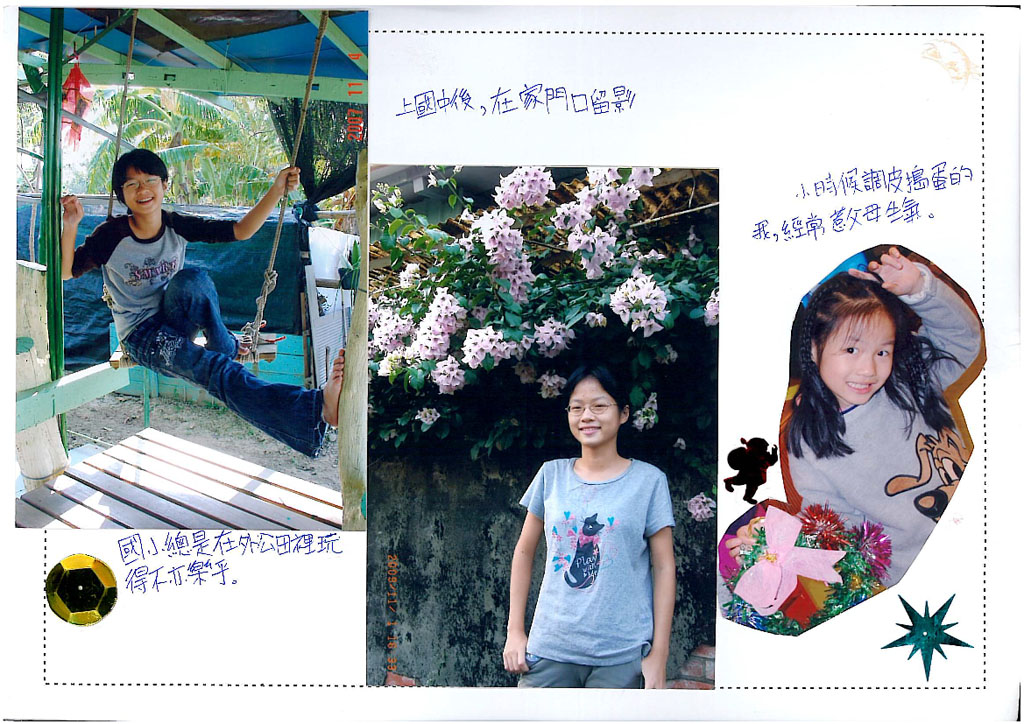 2007 11 4
上國中後，在家門口留影
小時候調皮搗蛋的
我，經常惹父母生氣。
國小總是在外公田裡玩
得不亦樂乎。
Play
with a